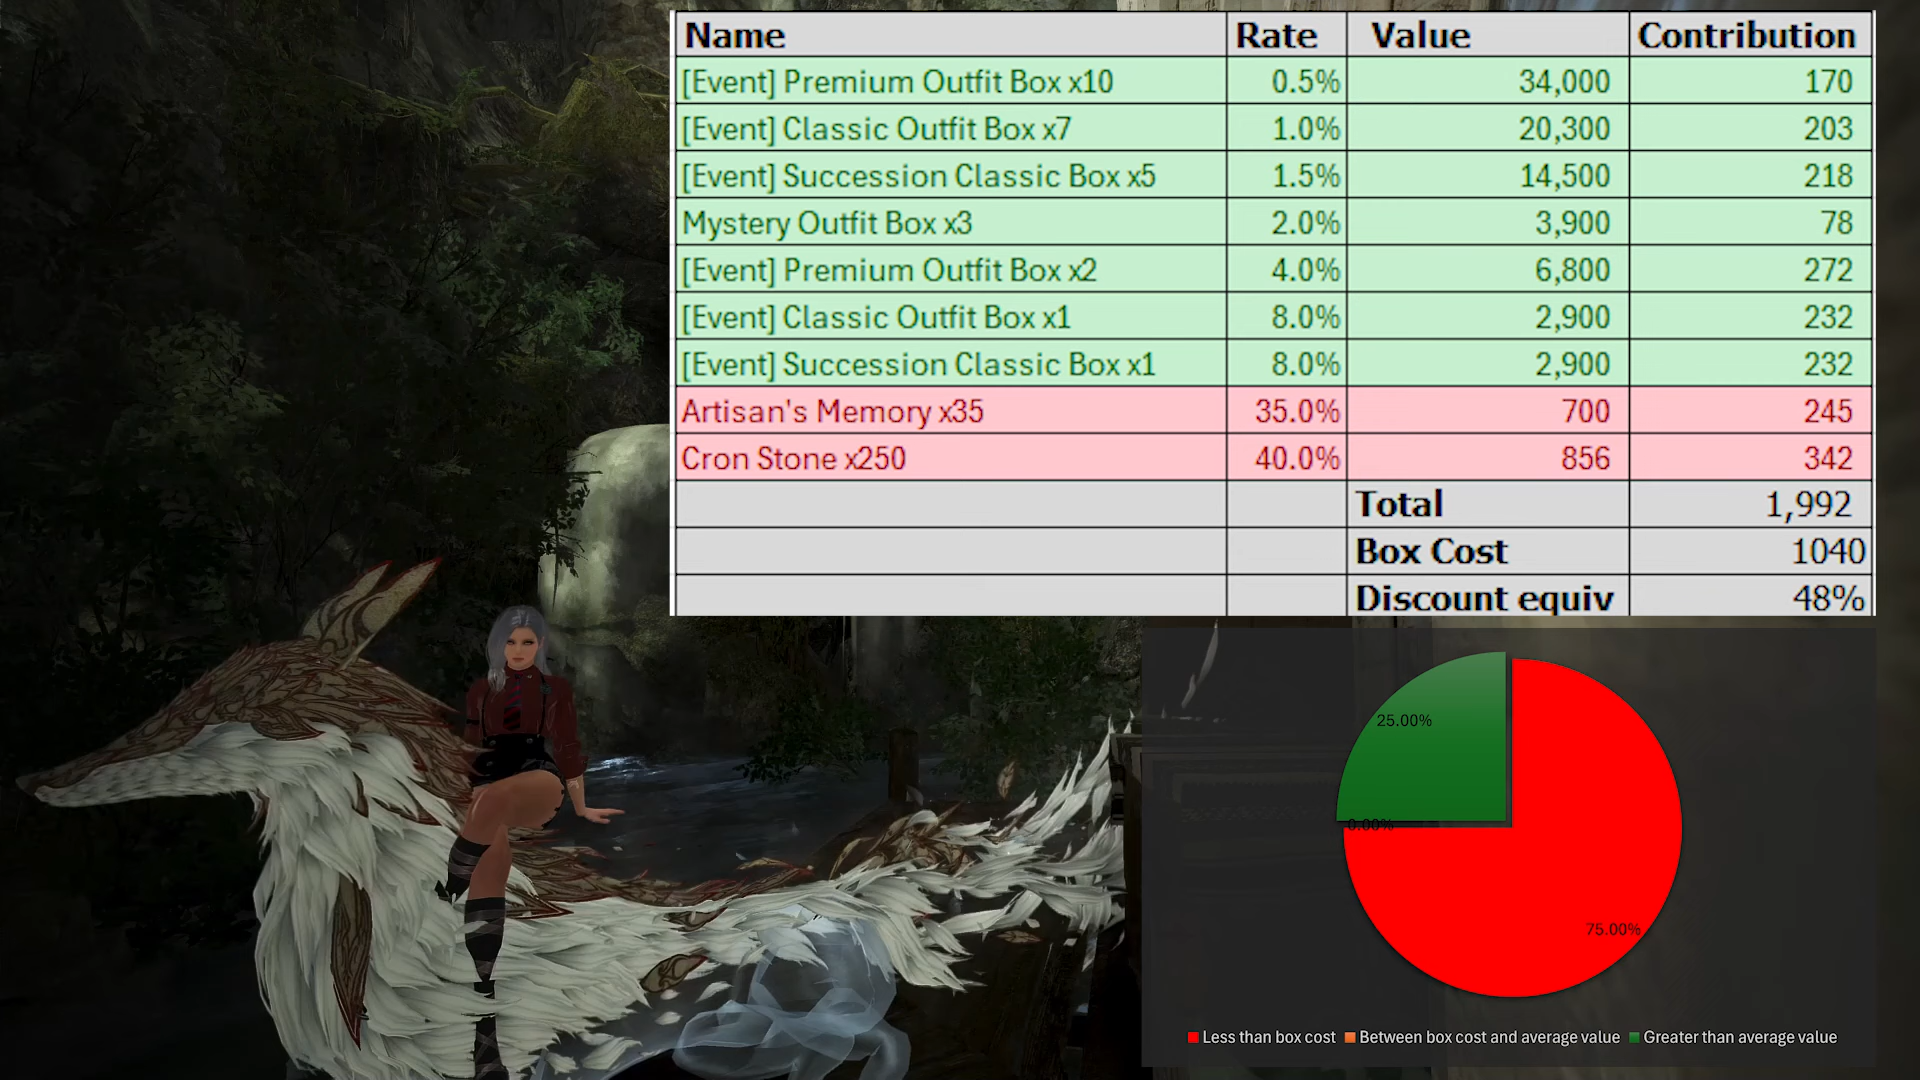 Name Rate Value Contribution
[Event] Premium Outfit Box x10 0.5% 34,000 170
[Event] Classic Outfit Box x7 1.0% 20,300 203
[Event] Succession Classic Box x5 1.5% 14,500 218
Mystery Outfit Box x3 2.0% 3,900 78
[Event] Premium Outfit Box x2 4.0% 6,800 272
[Event] Classic Outfit Box x1 8.0% 2,900 232
[Event] Succession Classic Box x1 8.0% 2,900 232
Artisan's Memory x35 35.0% 700 245
Cron Stone x250 40.0% 856 342
Total 1,992
Box Cost 1040
Discount equiv 48%
25.00%
0.00%
75.00%
Less than box cost Between box cost and average value Greater than average value